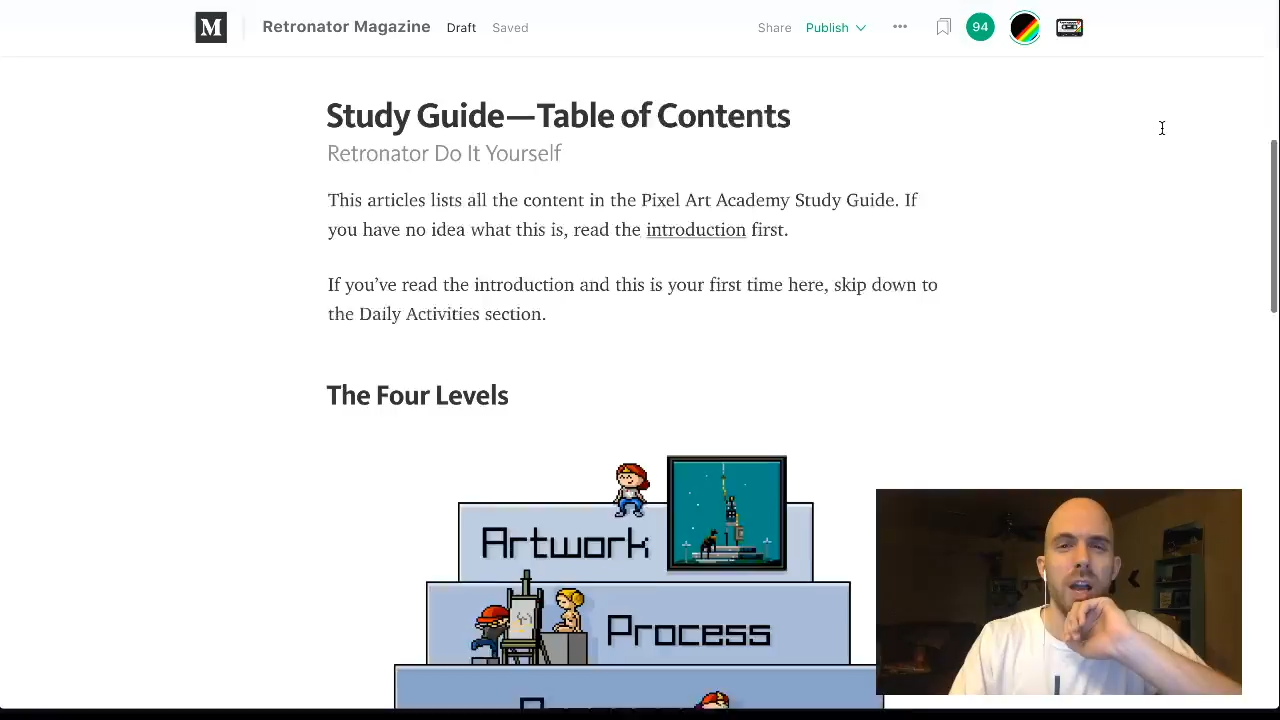 M Retronator Magazine Draft Saved Share Publish 94
Study Guide—Table of Contents
Retronator Do It Yourself
This articles lists all the content in the Pixel Art Academy Study Guide. If
you have no idea what this is, read the introduction first.
If you’ve read the introduction and this is your first time here, skip down to
the Daily Activities section.
The Four Levels
Artwork
Process